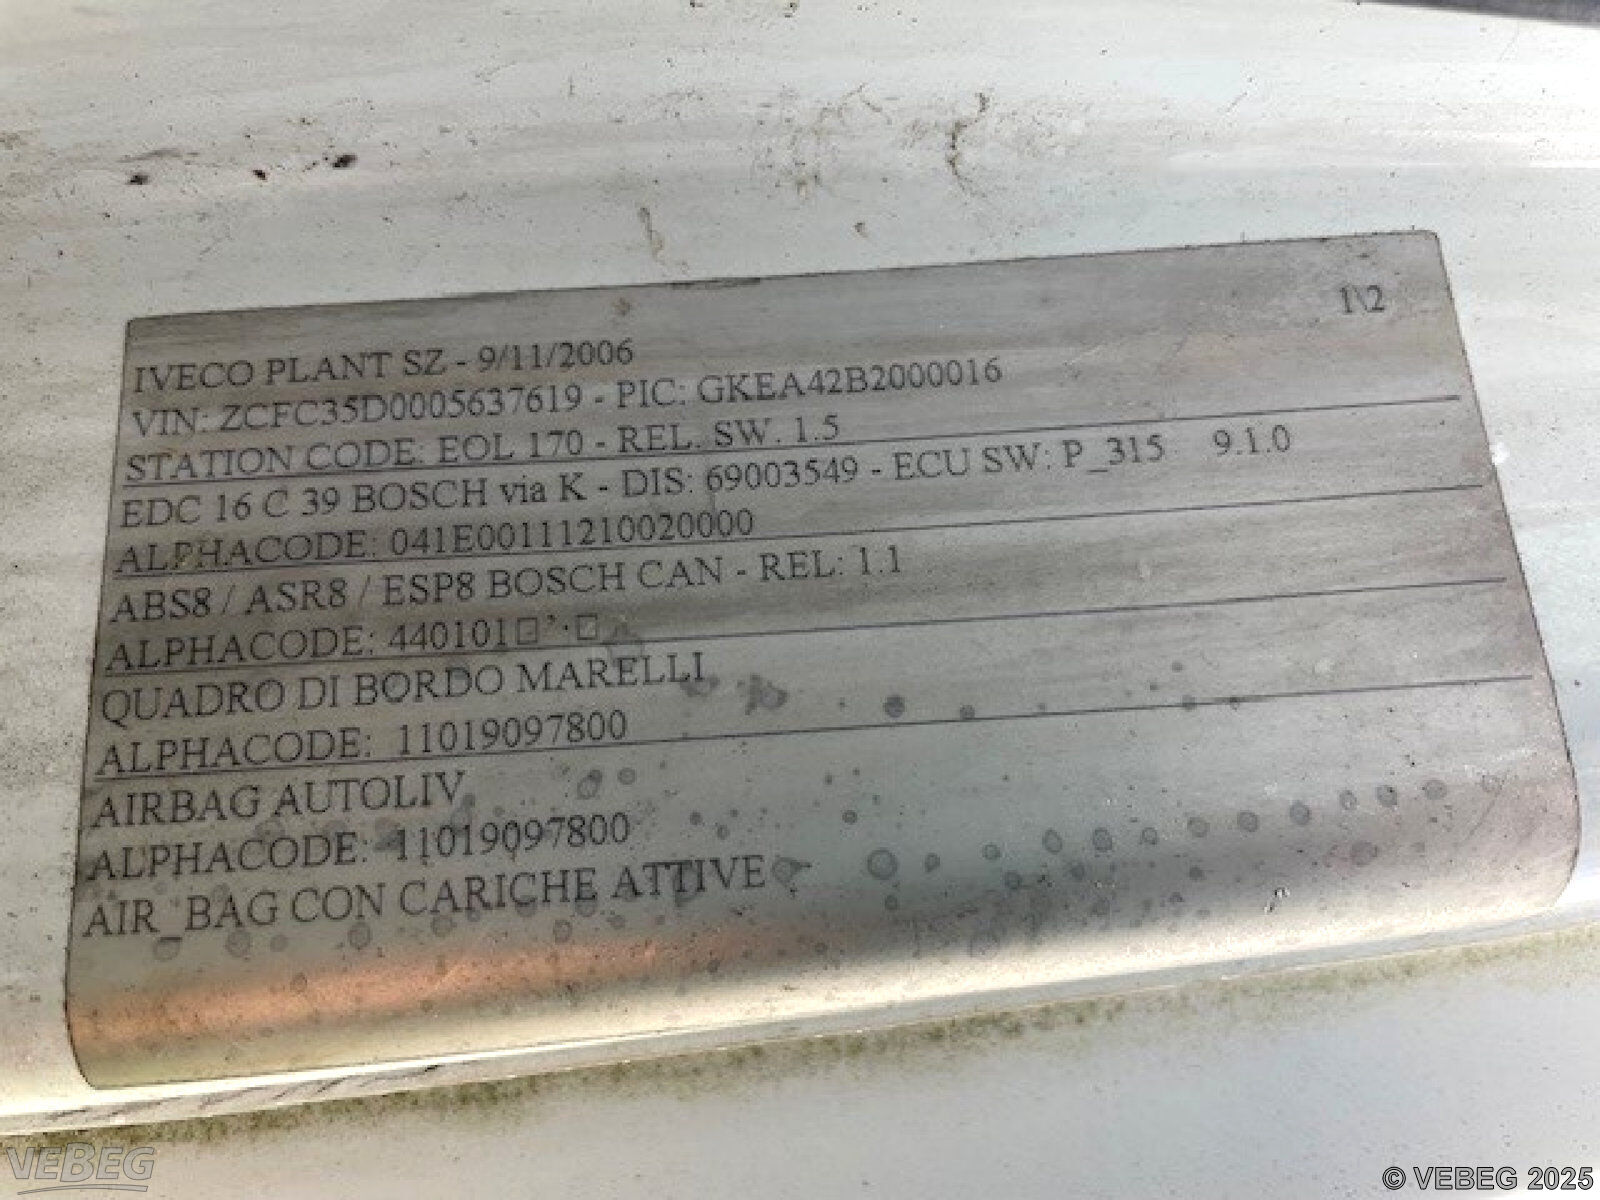 1\2
IVECO PLANT SZ - 9/11/2006
VIN: ZCFC35D0005637619 - PIC: GKEA42B2000016
STATION CODE: EOL 170 - REL. SW. 1.5
EDC 16 C 39 BOSCH via K - DIS: 69003549 - ECU SW: P_315 9.1.0
ALPHACODE: 041E00111210020000
ABS8 / ASR8 / ESP8 BOSCH CAN - REL: 1.1
ALPHACODE: 440101□’·□
QUADRO DI BORDO MARELLI
ALPHACODE: 11019097800
AIRBAG AUTOLIV
ALPHACODE: 11019097800
AIR_BAG CON CARICHE ATTIVE
VEBEG
© VEBEG 2025